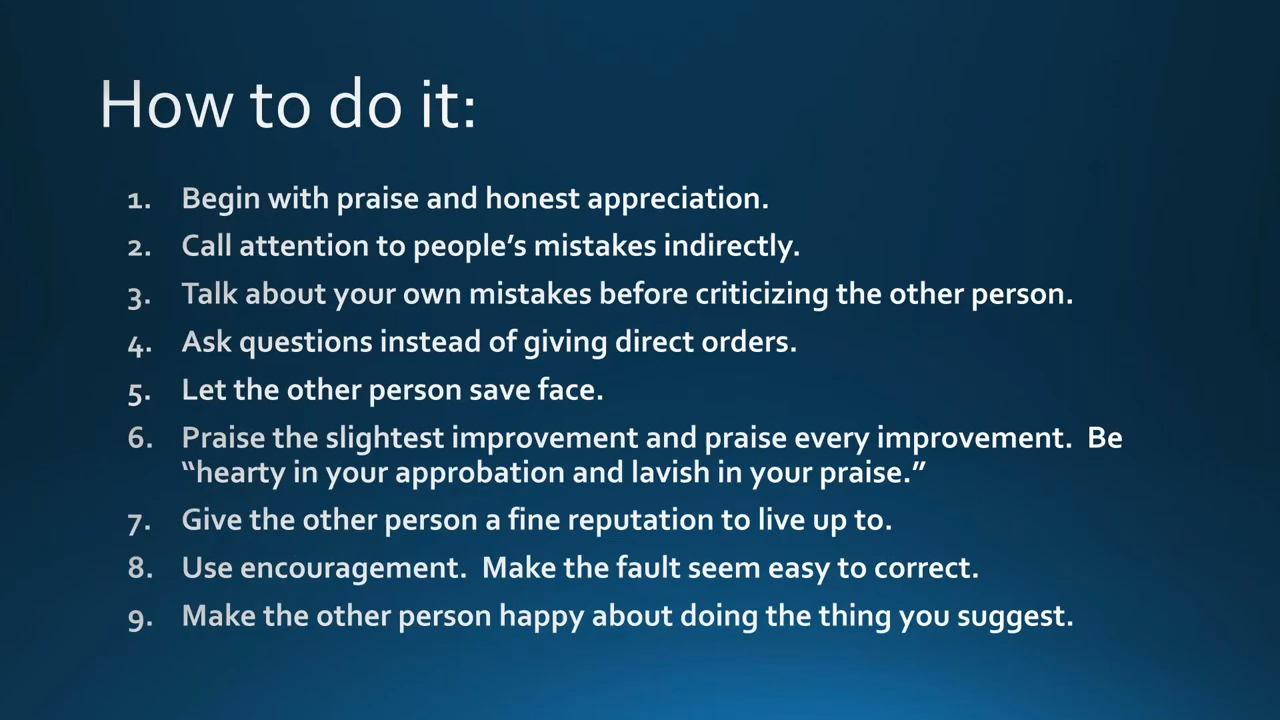 How to do it:
1. Begin with praise and honest appreciation.
2. Call attention to people’s mistakes indirectly.
3. Talk about your own mistakes before criticizing the other person.
4. Ask questions instead of giving direct orders.
5. Let the other person save face.
6. Praise the slightest improvement and praise every improvement.  Be
“hearty in your approbation and lavish in your praise.”
7. Give the other person a fine reputation to live up to.
8. Use encouragement.  Make the fault seem easy to correct.
9. Make the other person happy about doing the thing you suggest.